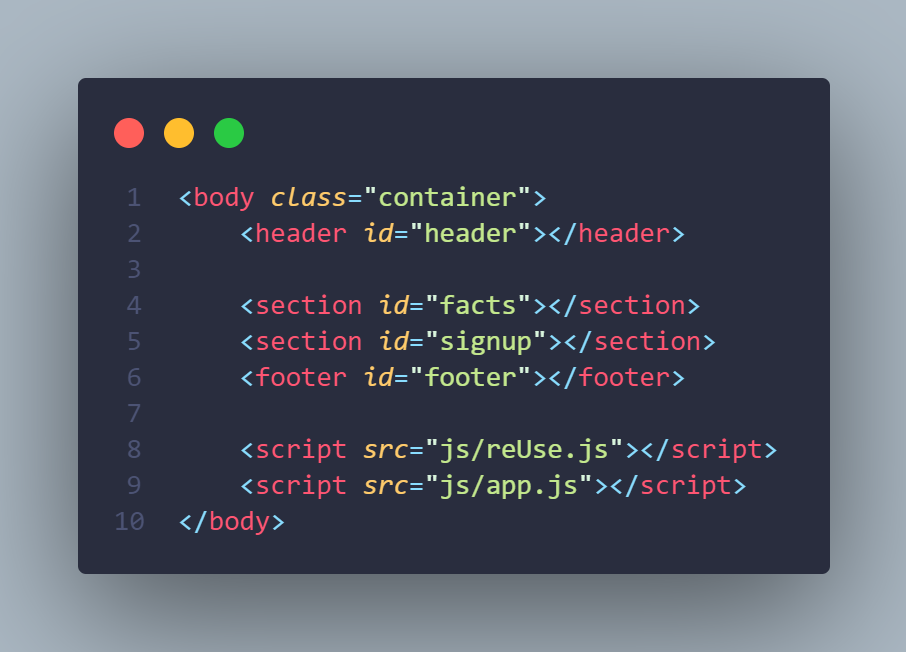 1 <body class="container">
2     <header id="header"></header>
3
4     <section id="facts"></section>
5     <section id="signup"></section>
6     <footer id="footer"></footer>
7
8     <script src="js/reUse.js"></script>
9     <script src="js/app.js"></script>
10 </body>